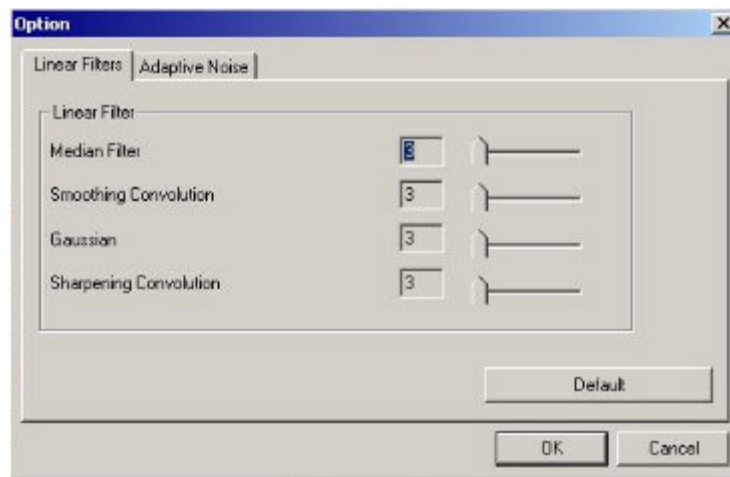 Option
Linear Filters Adaptive Noise
Linear Filter
Median Filter 3
Smoothing Convolution 3
Gaussian 3
Sharpening Convolution 3
Default
OK Cancel